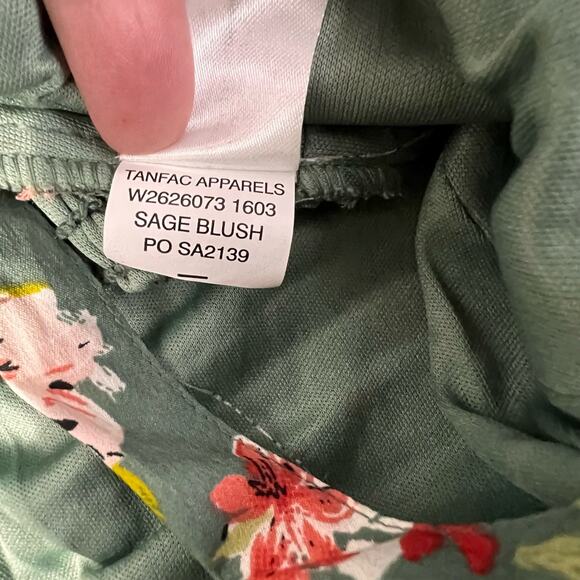 TANFAC APPARELS
W2626073 1603
SAGE BLUSH
PO SA2139